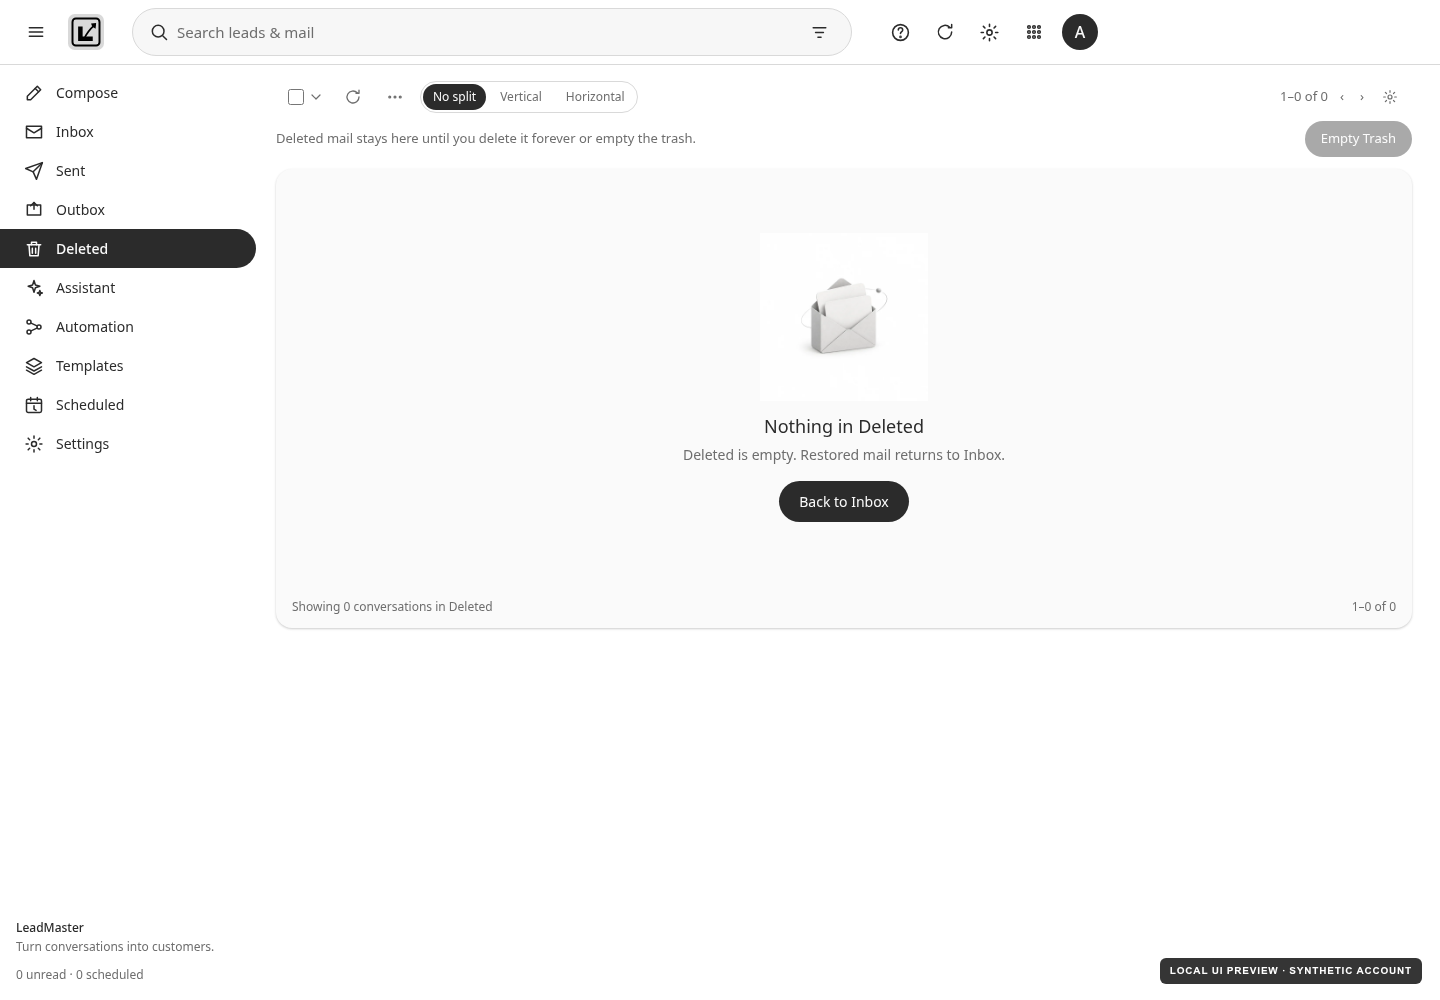 Search leads & mail
A
Compose
Inbox
Sent
Outbox
Deleted
Assistant
Automation
Templates
Scheduled
Settings
No split
Vertical
Horizontal
1–0 of 0
Deleted mail stays here until you delete it forever or empty the trash.
Empty Trash
Nothing in Deleted
Deleted is empty. Restored mail returns to Inbox.
Back to Inbox
Showing 0 conversations in Deleted
1–0 of 0
LeadMaster
Turn conversations into customers.
0 unread · 0 scheduled
LOCAL UI PREVIEW · SYNTHETIC ACCOUNT